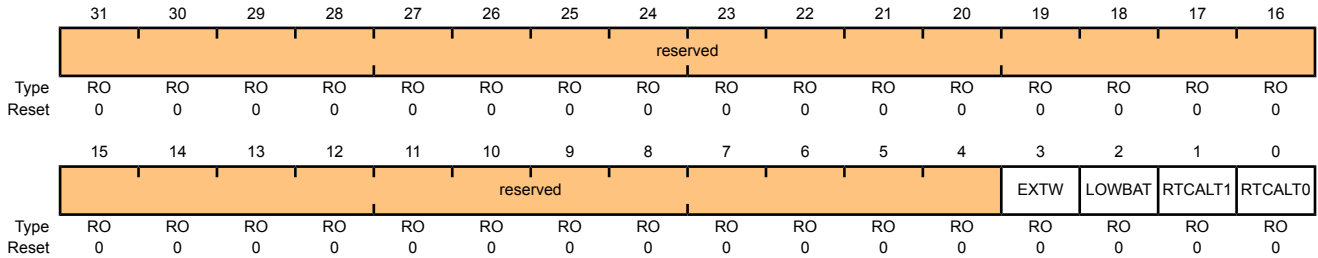 31 30 29 28 27 26 25 24 23 22 21 20 19 18 17 16
reserved
Type RO RO RO RO RO RO RO RO RO RO RO RO RO RO RO RO
Reset 0 0 0 0 0 0 0 0 0 0 0 0 0 0 0 0
15 14 13 12 11 10 9 8 7 6 5 4 3 2 1 0
reserved EXTW LOWBAT RTCALT1 RTCALT0
Type RO RO RO RO RO RO RO RO RO RO RO RO RO RO RO RO
Reset 0 0 0 0 0 0 0 0 0 0 0 0 0 0 0 0